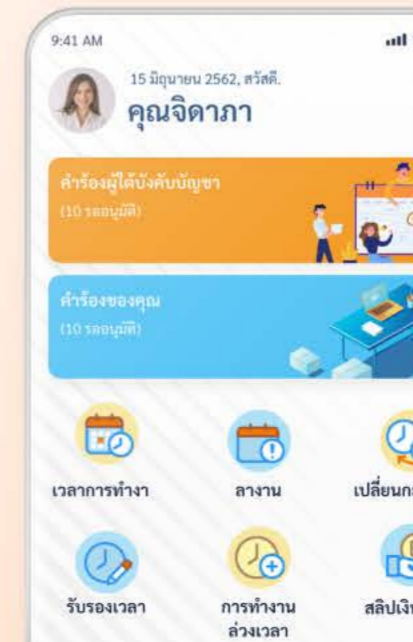 9:41 AM
15 มิถุนายน 2562, สวัสดี.
คุณจิดาภา
คำร้องผู้ใต้บังคับบัญชา
(10 รออนุมัติ)
คำร้องของคุณ
(10 รออนุมัติ)
เวลาการทำงา
ลางาน
เปลี่ยนก
รับรองเวลา
การทำงาน
ล่วงเวลา
สลิปเงิ